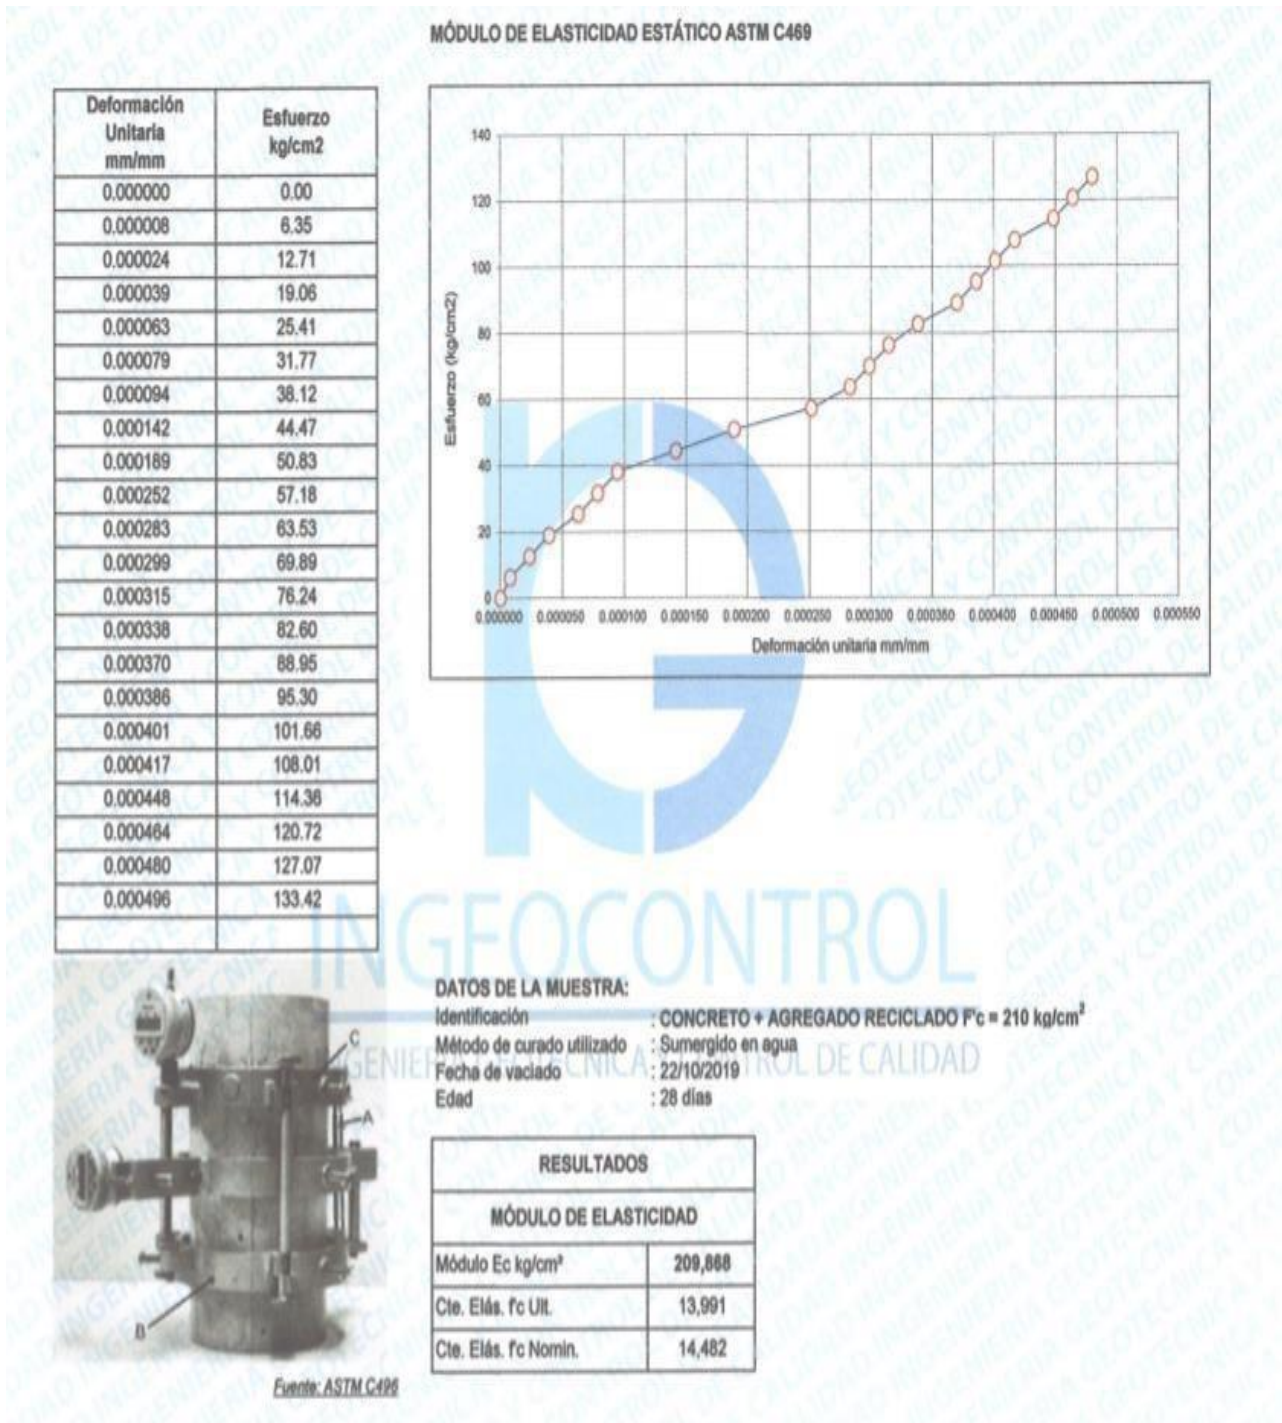 MÓDULO DE ELASTICIDAD ESTÁTICO ASTM C469
Deformación Unitaria mm/mm Esfuerzo kg/cm2
0.000000 0.00
0.000008 6.35
0.000024 12.71
0.000039 19.06
0.000063 25.41
0.000079 31.77
0.000094 38.12
0.000142 44.47
0.000189 50.83
0.000252 57.18
0.000283 63.53
0.000299 69.89
0.000315 76.24
0.000338 82.60
0.000370 88.95
0.000386 95.30
0.000401 101.66
0.000417 108.01
0.000448 114.36
0.000464 120.72
0.000480 127.07
0.000496 133.42
Esfuerzo (kg/cm2)
140
120
100
80
60
40
20
0
0.000000 0.000050 0.000100 0.000150 0.000200 0.000250 0.000300 0.000350 0.000400 0.000450 0.000500 0.000550
Deformación unitaria mm/mm
INGEOCONTROL
INGENIERÍA GEOTECNICA Y CONTROL DE CALIDAD
DATOS DE LA MUESTRA:
Identificación : CONCRETO + AGREGADO RECICLADO F'c = 210 kg/cm²
Método de curado utilizado : Sumergido en agua
Fecha de vaciado : 22/10/2019
Edad : 28 días
C
A
B
Fuente: ASTM C496
RESULTADOS
MÓDULO DE ELASTICIDAD
Módulo Ec kg/cm² 209,868
Cte. Elás. f'c Ult. 13,991
Cte. Elás. f'c Nomin. 14,482